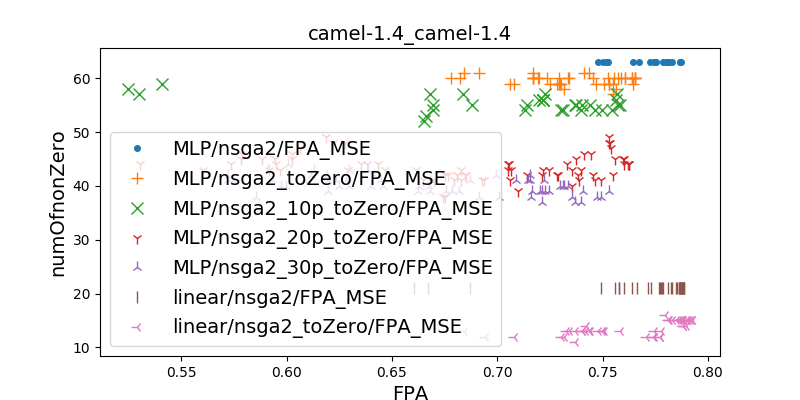 camel-1.4_camel-1.4
numOfnonZero
60
50
40
30
20
10
MLP/nsga2/FPA_MSE
MLP/nsga2_toZero/FPA_MSE
MLP/nsga2_10p_toZero/FPA_MSE
MLP/nsga2_20p_toZero/FPA_MSE
MLP/nsga2_30p_toZero/FPA_MSE
linear/nsga2/FPA_MSE
linear/nsga2_toZero/FPA_MSE
0.55 0.60 0.65 0.70 0.75 0.80
FPA